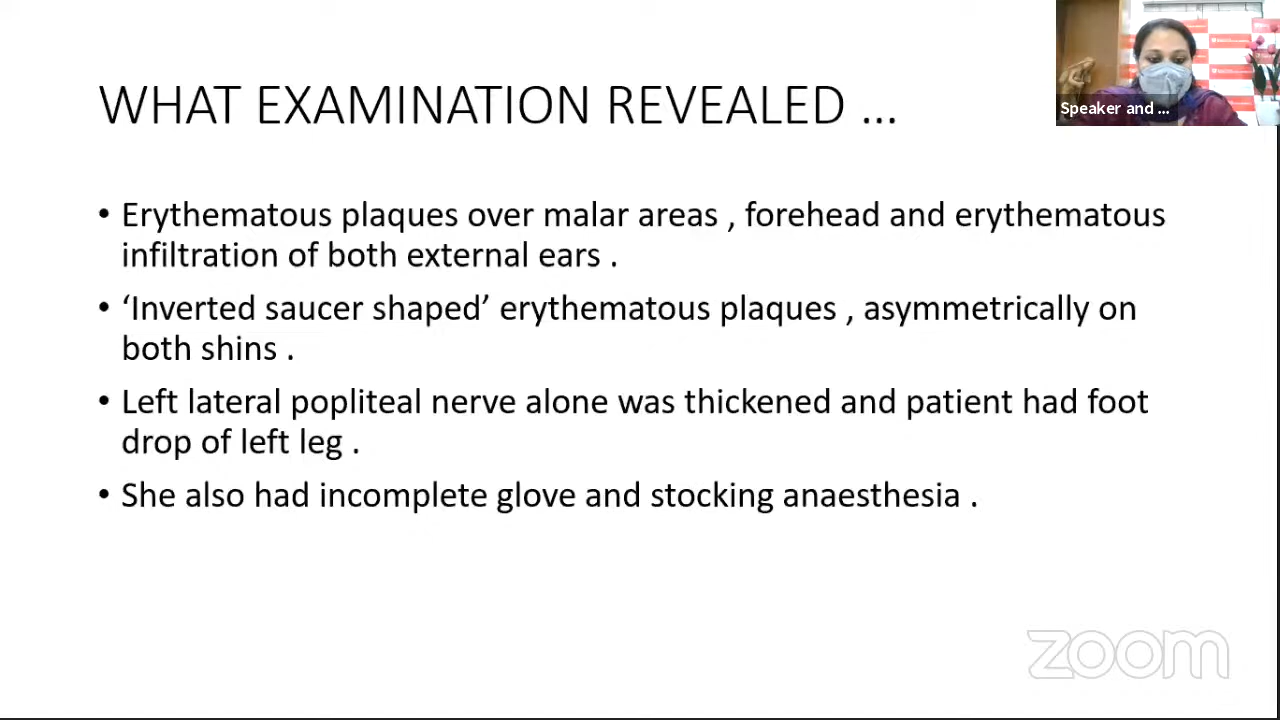 WHAT EXAMINATION REVEALED ...
Speaker and ...
• Erythematous plaques over malar areas , forehead and erythematous
infiltration of both external ears .
• ‘Inverted saucer shaped’ erythematous plaques , asymmetrically on
both shins .
• Left lateral popliteal nerve alone was thickened and patient had foot
drop of left leg .
• She also had incomplete glove and stocking anaesthesia .
zoom